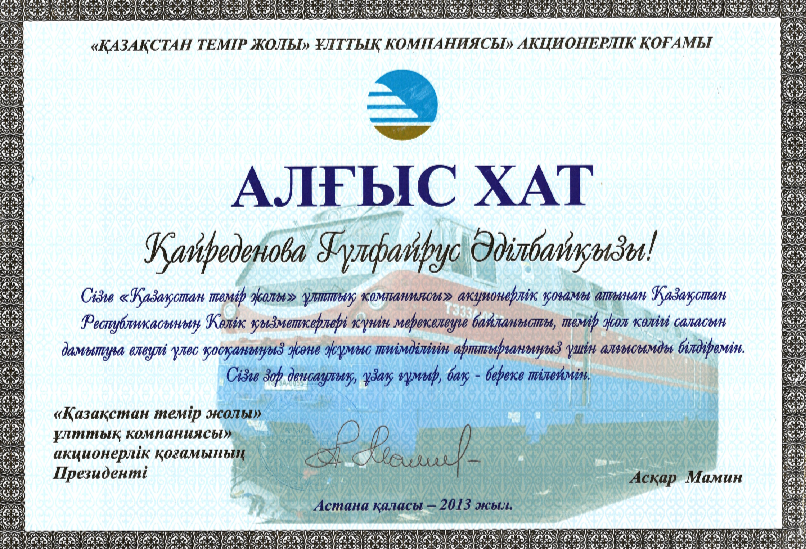 «ҚАЗАҚСТАН ТЕМІР ЖОЛЫ» ҰЛТТЫҚ КОМПАНИЯСЫ» АКЦИОНЕРЛІК ҚОҒАМЫ
АЛҒЫС ХАТ
Қайреденова Гүлфайрус Әділбайқызы!
Сізге «Қазақстан темір жолы» ұлттық компаниясы» акционерлік қоғамы атынан Қазақстан
Республикасының Көлік қызметкерлері күнін мерекелеуге байланысты, темір жол көлігі саласын
дамытуға елеулі үлес қосқаныңыз және жұмыс тиімділігін арттырғаныңыз үшін алғысымды білдіремін.
Сізге зор денсаулық, ұзақ ғұмыр, бақ - береке тілеймін.
«Қазақстан темір жолы»
ұлттық компаниясы»
акционерлік қоғамының
Президенті
Асқар Мамин
Астана қаласы – 2013 жыл.